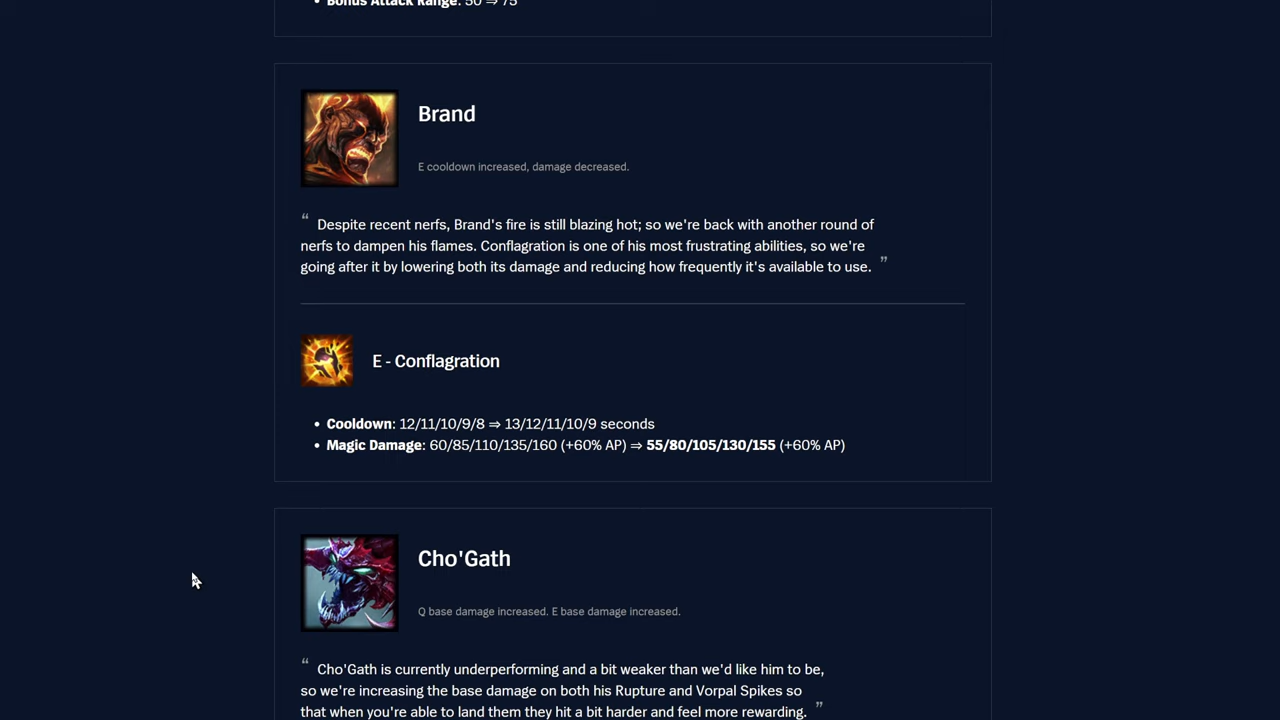 • Bonus Attack Range: 50 ⇒ 75
Brand
E cooldown increased, damage decreased.
“ Despite recent nerfs, Brand's fire is still blazing hot; so we're back with another round of
nerfs to dampen his flames. Conflagration is one of his most frustrating abilities, so we're
going after it by lowering both its damage and reducing how frequently it's available to use. ”
E - Conflagration
• Cooldown: 12/11/10/9/8 ⇒ 13/12/11/10/9 seconds
• Magic Damage: 60/85/110/135/160 (+60% AP) ⇒ 55/80/105/130/155 (+60% AP)
Cho'Gath
Q base damage increased. E base damage increased.
“ Cho'Gath is currently underperforming and a bit weaker than we'd like him to be,
so we're increasing the base damage on both his Rupture and Vorpal Spikes so
that when you're able to land them they hit a bit harder and feel more rewarding. ”